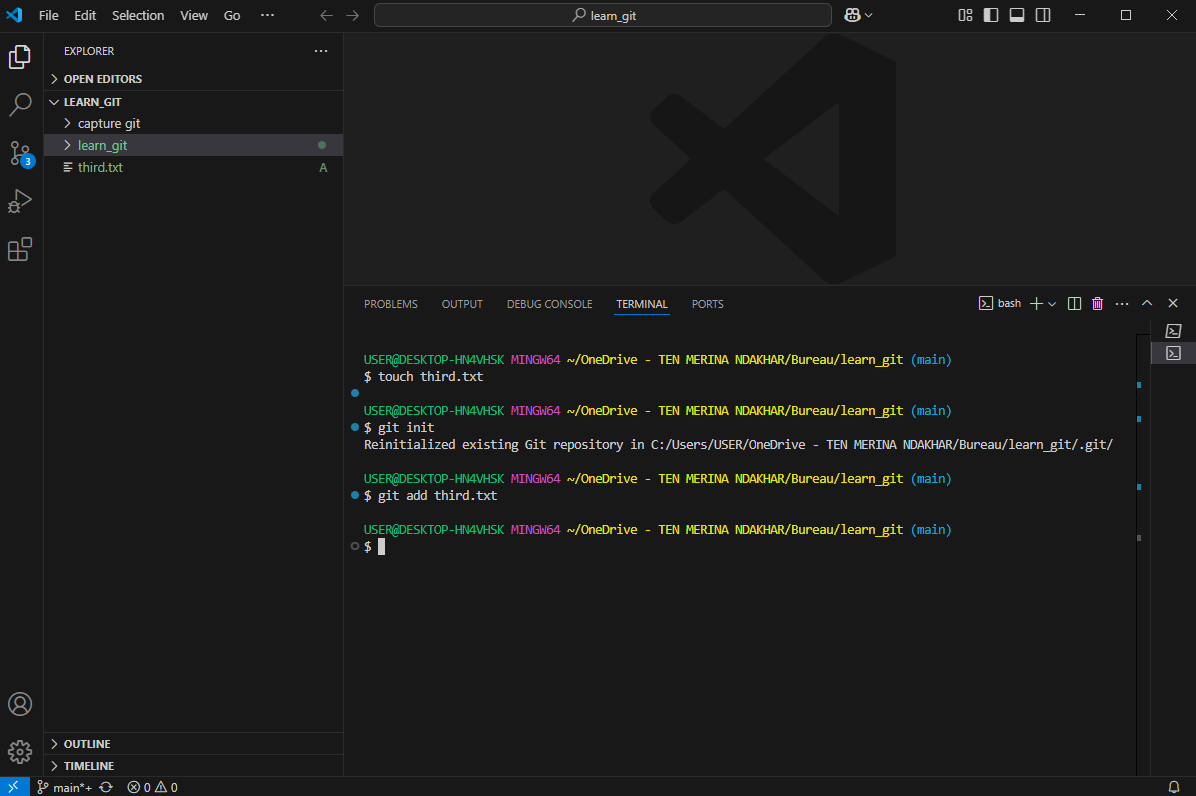 File Edit Selection View Go ··· learn_git
EXPLORER ···
OPEN EDITORS
LEARN_GIT
capture git
learn_git
third.txt A
3
PROBLEMS OUTPUT DEBUG CONSOLE TERMINAL PORTS bash ···
USER@DESKTOP-HN4VHSK MINGW64 ~/OneDrive - TEN MERINA NDAKHAR/Bureau/learn_git (main)
$ touch third.txt
USER@DESKTOP-HN4VHSK MINGW64 ~/OneDrive - TEN MERINA NDAKHAR/Bureau/learn_git (main)
$ git init
Reinitialized existing Git repository in C:/Users/USER/OneDrive - TEN MERINA NDAKHAR/Bureau/learn_git/.git/
USER@DESKTOP-HN4VHSK MINGW64 ~/OneDrive - TEN MERINA NDAKHAR/Bureau/learn_git (main)
$ git add third.txt
USER@DESKTOP-HN4VHSK MINGW64 ~/OneDrive - TEN MERINA NDAKHAR/Bureau/learn_git (main)
$
OUTLINE
TIMELINE
main*+ 0 0